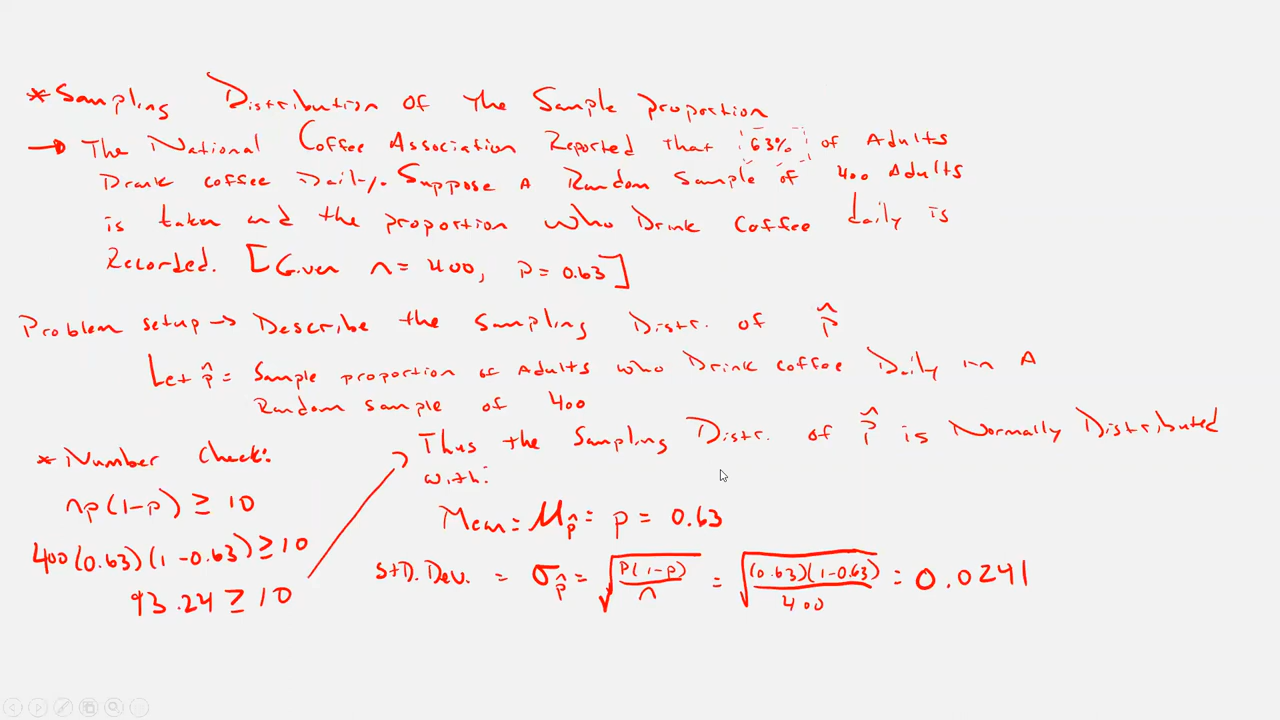 *Sampling Distribution of the Sample proportion
→ The National Coffee Association Reported that 63% of Adults
Drank coffee Daily. Suppose A Random Sample of 400 Adults
is taken and the proportion who Drink Coffee daily is
Recorded. [Given n = 400, p = 0.63]
Problem setup → Describe the Sampling Distr. of p̂
Let p̂ = Sample proportion of Adults who Drink coffee Daily in A
Random sample of 400
* Number Check:
np(1-p) ≥ 10
400(0.63)(1-0.63) ≥ 10
93.24 ≥ 10
Thus the Sampling Distr. of p̂ is Normally Distributed
with:
Mean = μp̂ = p = 0.63
StD. Dev. = σp̂ = √(p(1-p)/n) = √((0.63)(1-0.63)/400) = 0.0241